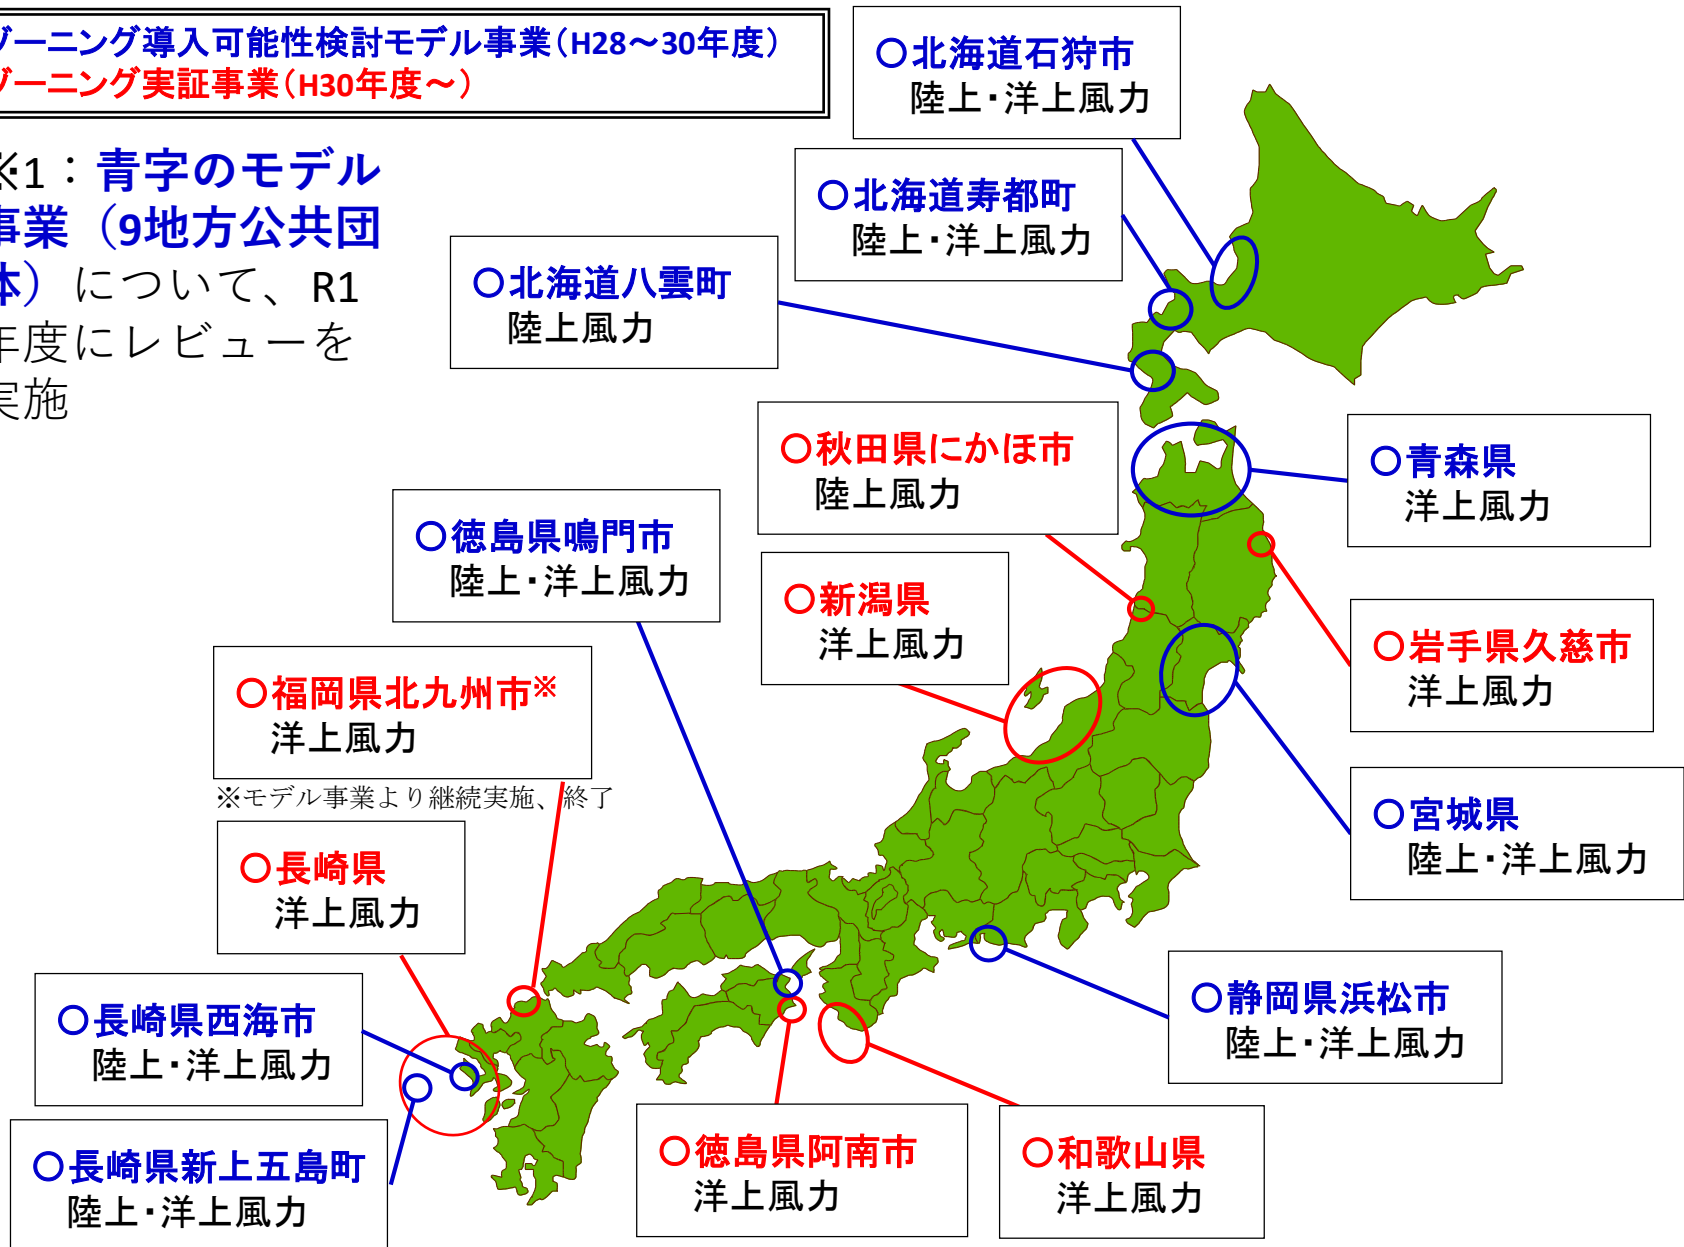 ゾーニング導入可能性検討モデル事業（H28～30年度）
ゾーニング実証事業（H30年度～）
※1：青字のモデル
事業（9地方公共団
体）について、R1
年度にレビューを
実施
○北海道石狩市
陸上・洋上風力
○北海道寿都町
陸上・洋上風力
○北海道八雲町
陸上風力
○秋田県にかほ市
陸上風力
○青森県
洋上風力
○徳島県鳴門市
陸上・洋上風力
○新潟県
洋上風力
○岩手県久慈市
洋上風力
○福岡県北九州市※
洋上風力
※モデル事業より継続実施、終了
○宮城県
陸上・洋上風力
○長崎県
洋上風力
○長崎県西海市
陸上・洋上風力
○静岡県浜松市
陸上・洋上風力
○長崎県新上五島町
陸上・洋上風力
○徳島県阿南市
洋上風力
○和歌山県
洋上風力